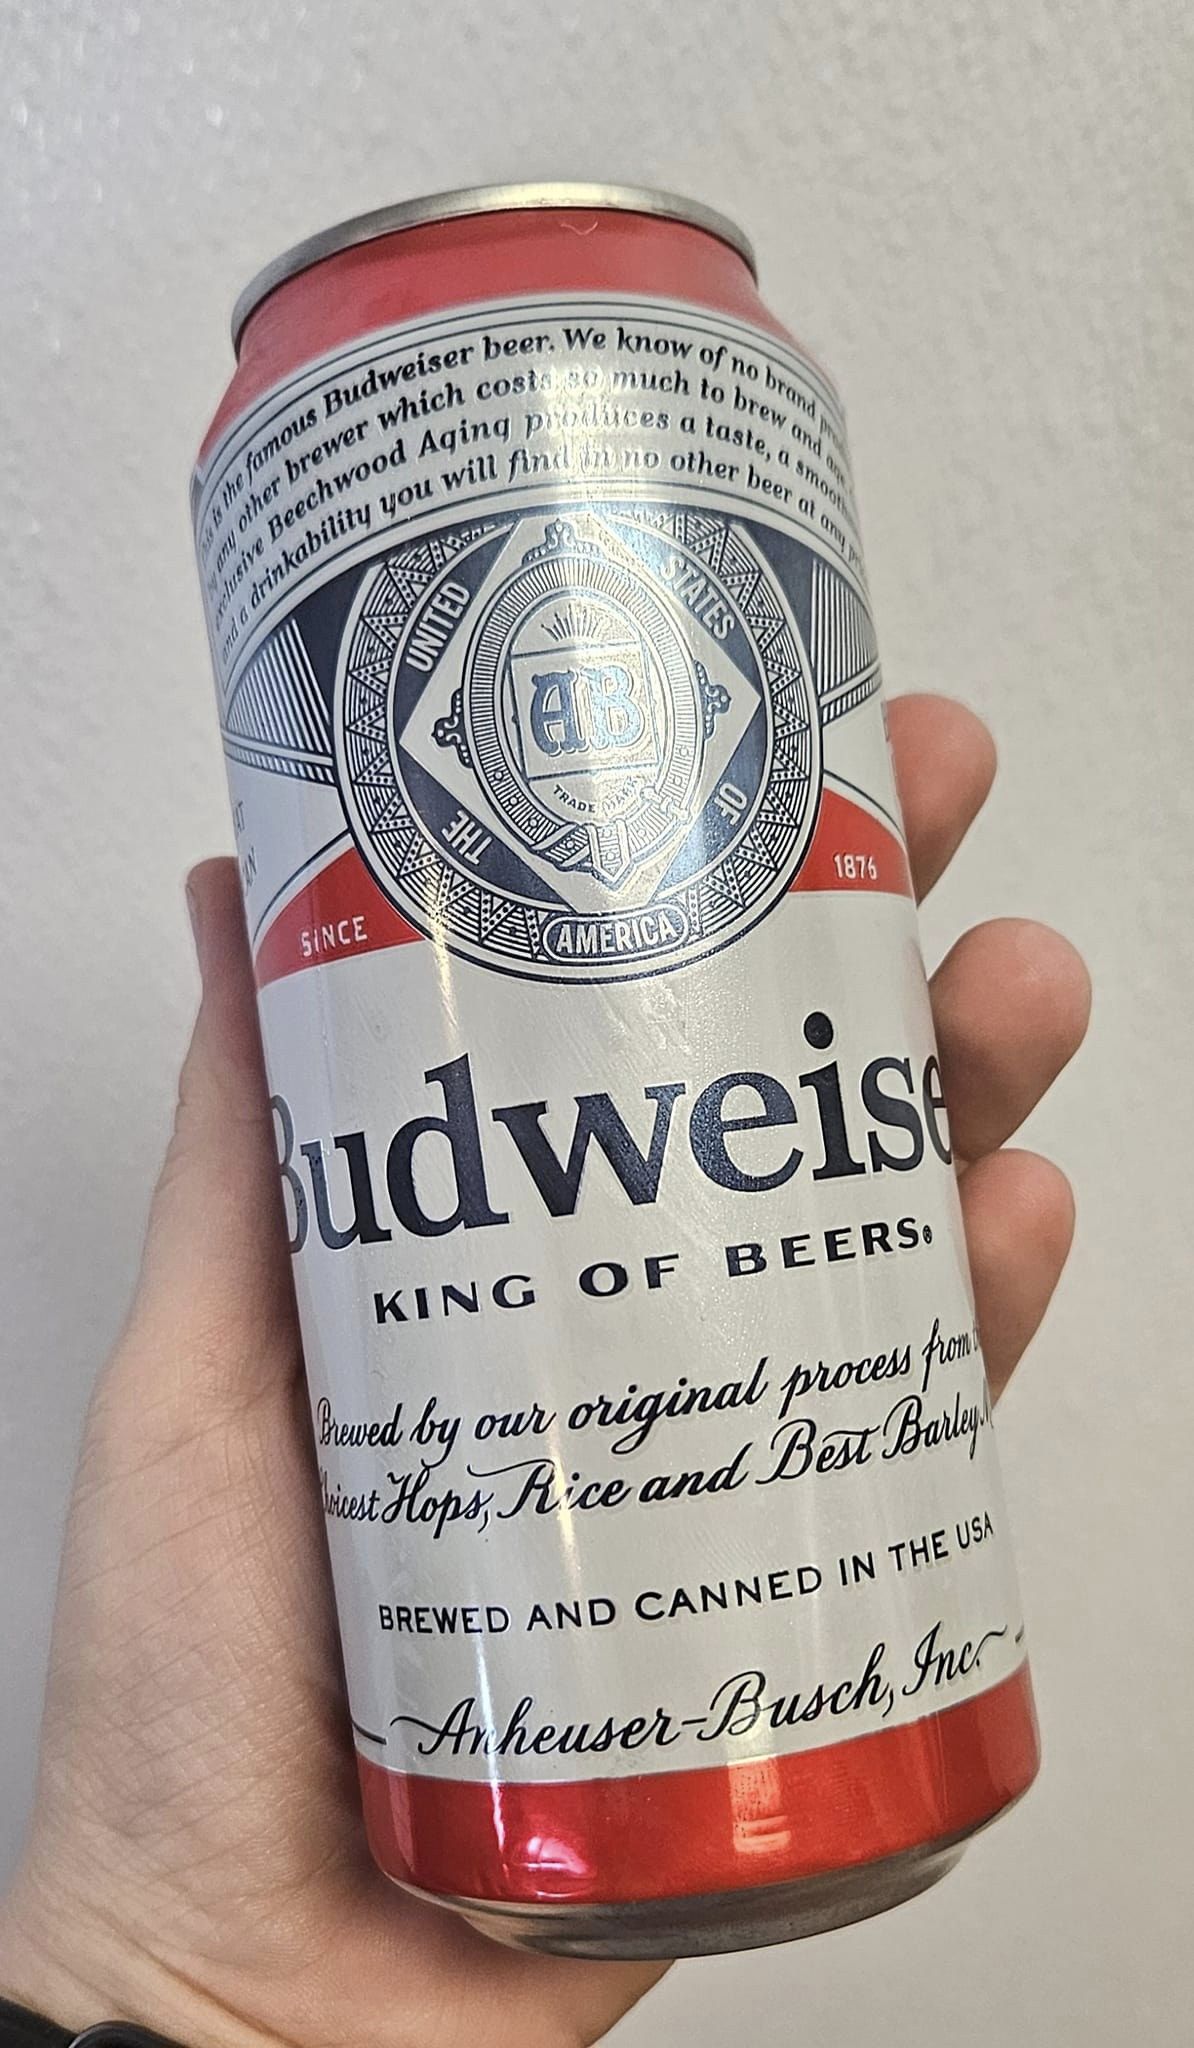 is the famous Budweiser beer. We know of no brand
any other brewer which costs so much to brew and
exclusive Beechwood Aging produces a taste, a
and a drinkability you will find in no other beer at any
UNITED STATES
AB
TRADE MARK
THE OF
AMERICA
SINCE 1876
Budweise
KING OF BEERS®
Brewed by our original process from
Choicest Hops, Rice and Best Barley
BREWED AND CANNED IN THE USA
Anheuser-Busch, Inc.